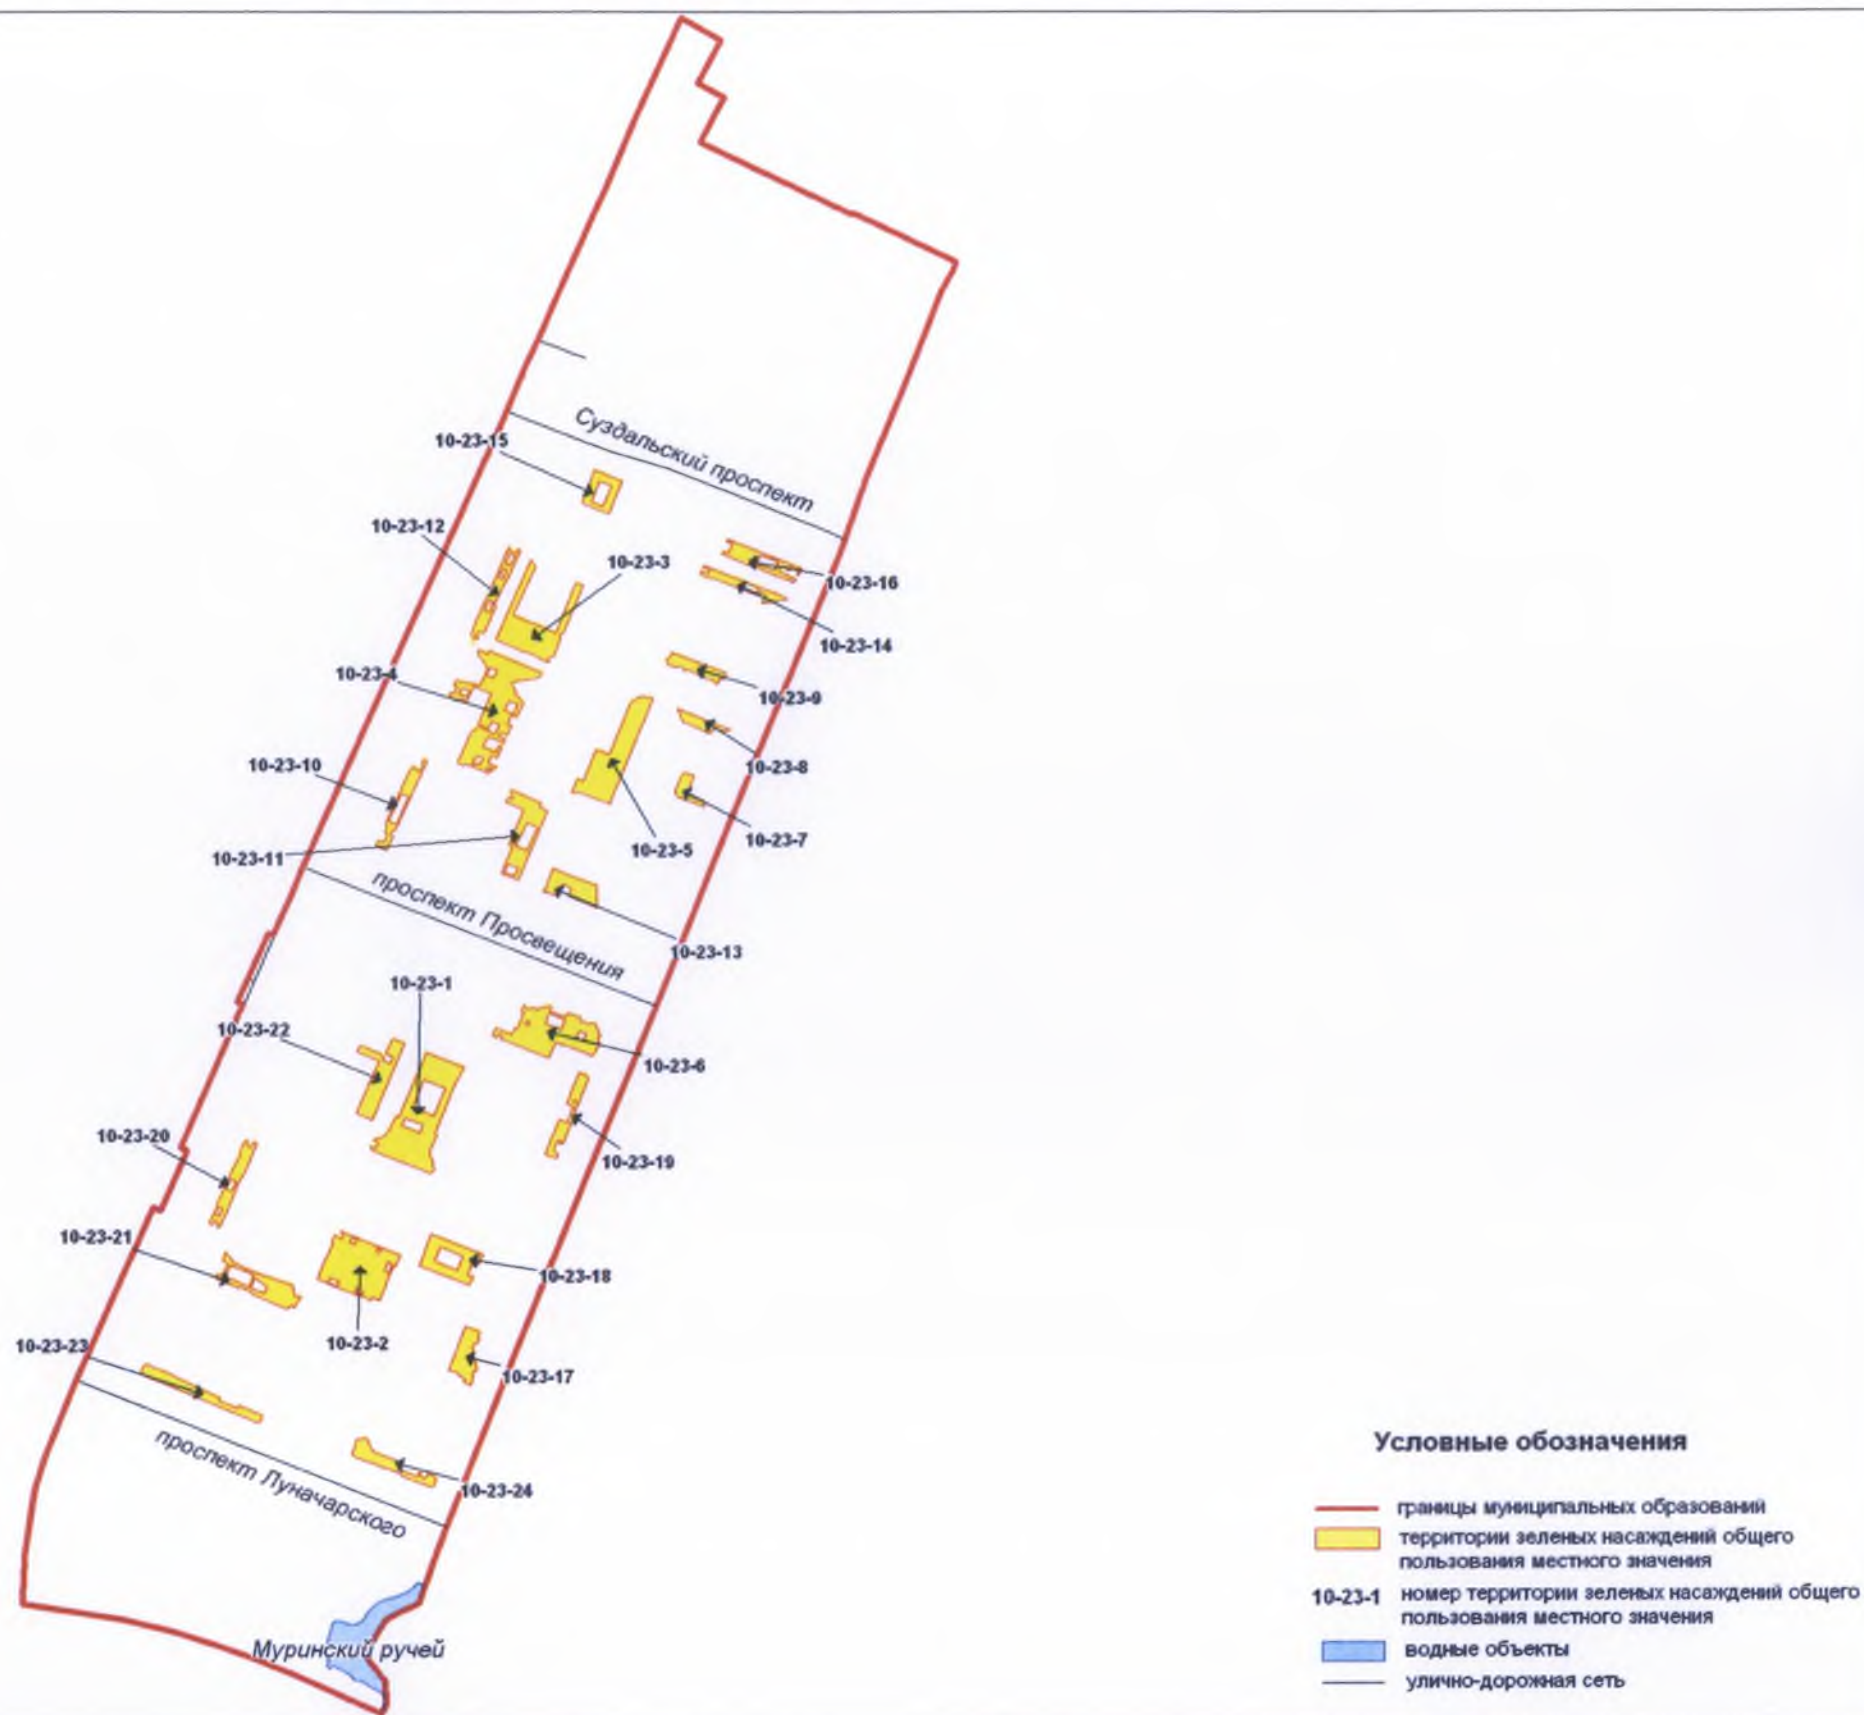 Суздальский проспект
10-23-15
10-23-12
10-23-3
10-23-16
10-23-14
10-23-4
10-23-9
10-23-10
10-23-8
10-23-7
10-23-5
10-23-11
проспект Просвещения
10-23-13
10-23-1
10-23-22
10-23-6
10-23-20
10-23-19
10-23-21
10-23-18
10-23-2
10-23-23
10-23-17
проспект Луначарского
10-23-24
Муринский ручей
Условные обозначения
границы муниципальных образований
территории зеленых насаждений общего
пользования местного значения
10-23-1 номер территории зеленых насаждений общего
пользования местного значения
водные объекты
улично-дорожная сеть